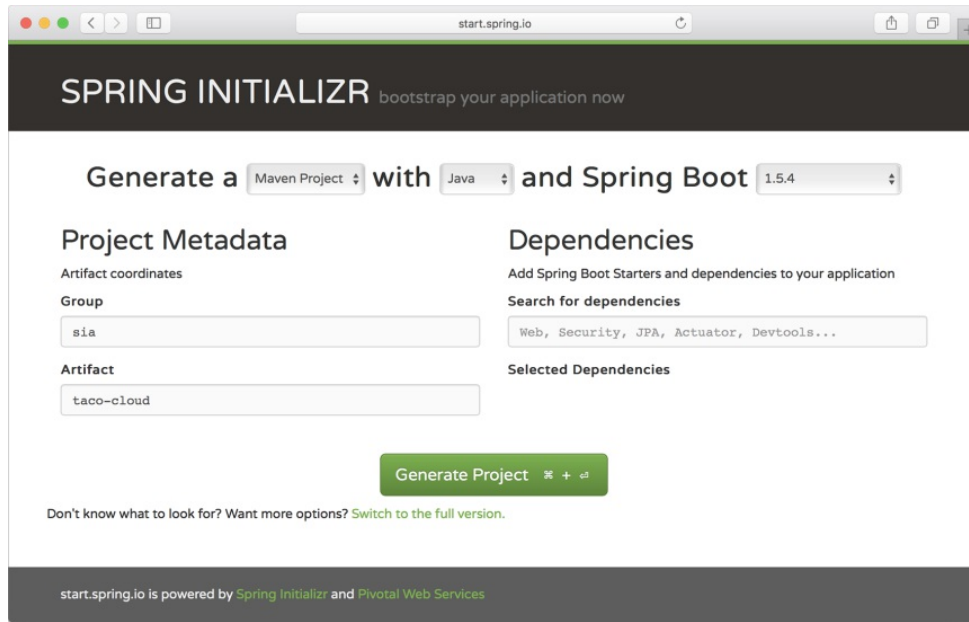 start.spring.io
SPRING INITIALIZR bootstrap your application now
Generate a Maven Project with Java and Spring Boot 1.5.4
Project Metadata
Artifact coordinates
Group
sia
Artifact
taco-cloud
Dependencies
Add Spring Boot Starters and dependencies to your application
Search for dependencies
Web, Security, JPA, Actuator, Devtools...
Selected Dependencies
Generate Project ⌘ + ⏎
Don't know what to look for? Want more options? Switch to the full version.
start.spring.io is powered by Spring Initializr and Pivotal Web Services